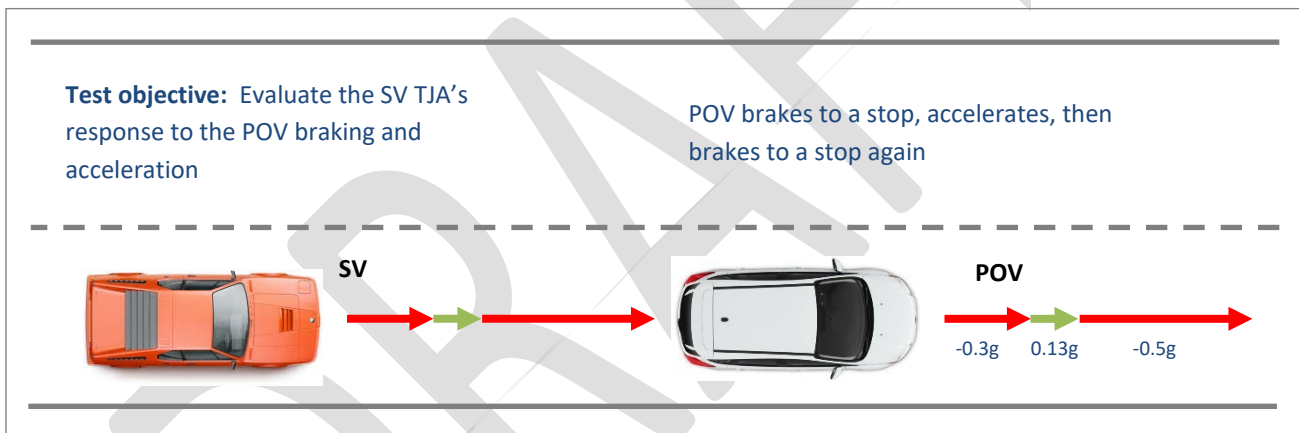 Test objective: Evaluate the SV TJA's
response to the POV braking and
acceleration
POV brakes to a stop, accelerates, then
brakes to a stop again
SV
POV
-0.3g 0.13g -0.5g
DRAFT